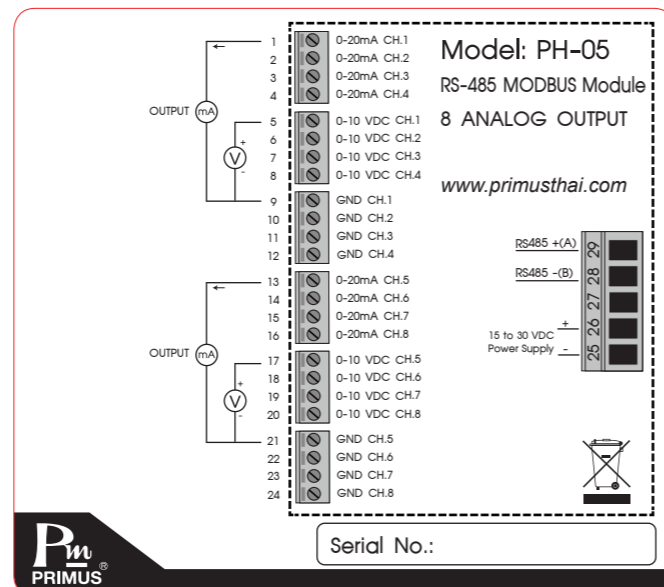 1 0-20mA CH.1
2 0-20mA CH.2
3 0-20mA CH.3
4 0-20mA CH.4
OUTPUT mA
5 0-10 VDC CH.1
6 0-10 VDC CH.2
7 0-10 VDC CH.3
8 0-10 VDC CH.4
+
V
-
9 GND CH.1
10 GND CH.2
11 GND CH.3
12 GND CH.4
13 0-20mA CH.5
14 0-20mA CH.6
15 0-20mA CH.7
16 0-20mA CH.8
OUTPUT mA
17 0-10 VDC CH.5
18 0-10 VDC CH.6
19 0-10 VDC CH.7
20 0-10 VDC CH.8
+
V
-
21 GND CH.5
22 GND CH.6
23 GND CH.7
24 GND CH.8
Model: PH-05
RS-485 MODBUS Module
8 ANALOG OUTPUT
www.primusthai.com
RS485 +(A) 29
RS485 -(B) 28
27
+ 26
15 to 30 VDC
Power Supply - 25
Serial No.:
Pm
PRIMUS ®